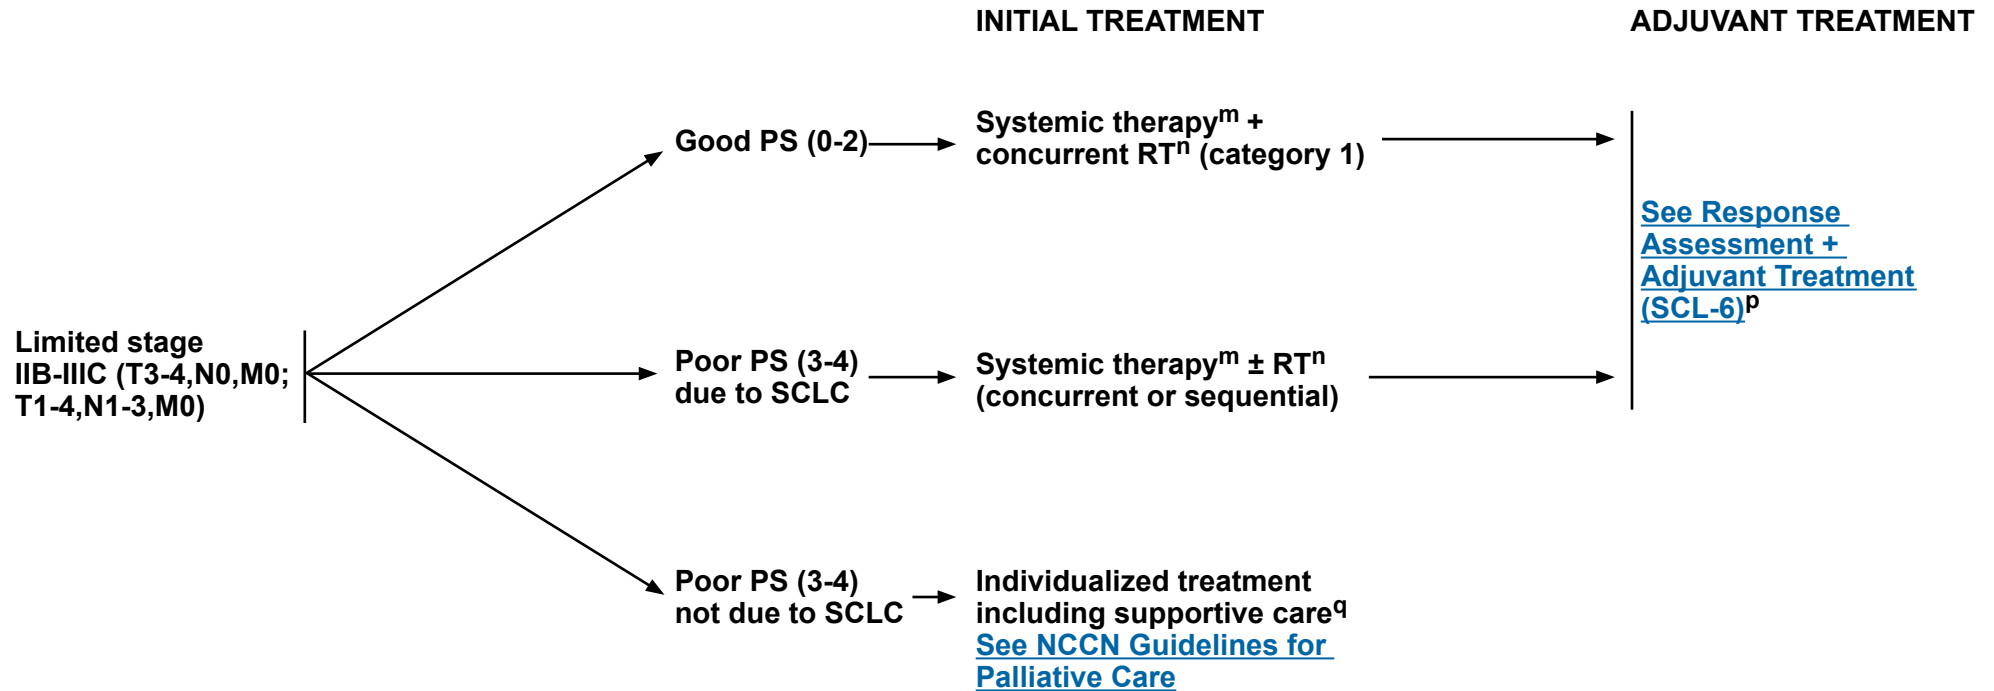 INITIAL TREATMENT
ADJUVANT TREATMENT
Good PS (0-2)
Systemic therapyᵐ +
concurrent RTⁿ (category 1)
See Response
Assessment +
Adjuvant Treatment
(SCL-6)ᵖ
Limited stage
IIB-IIIC (T3-4,N0,M0;
T1-4,N1-3,M0)
Poor PS (3-4)
due to SCLC
Systemic therapyᵐ ± RTⁿ
(concurrent or sequential)
Poor PS (3-4)
not due to SCLC
Individualized treatment
including supportive care^q
See NCCN Guidelines for
Palliative Care